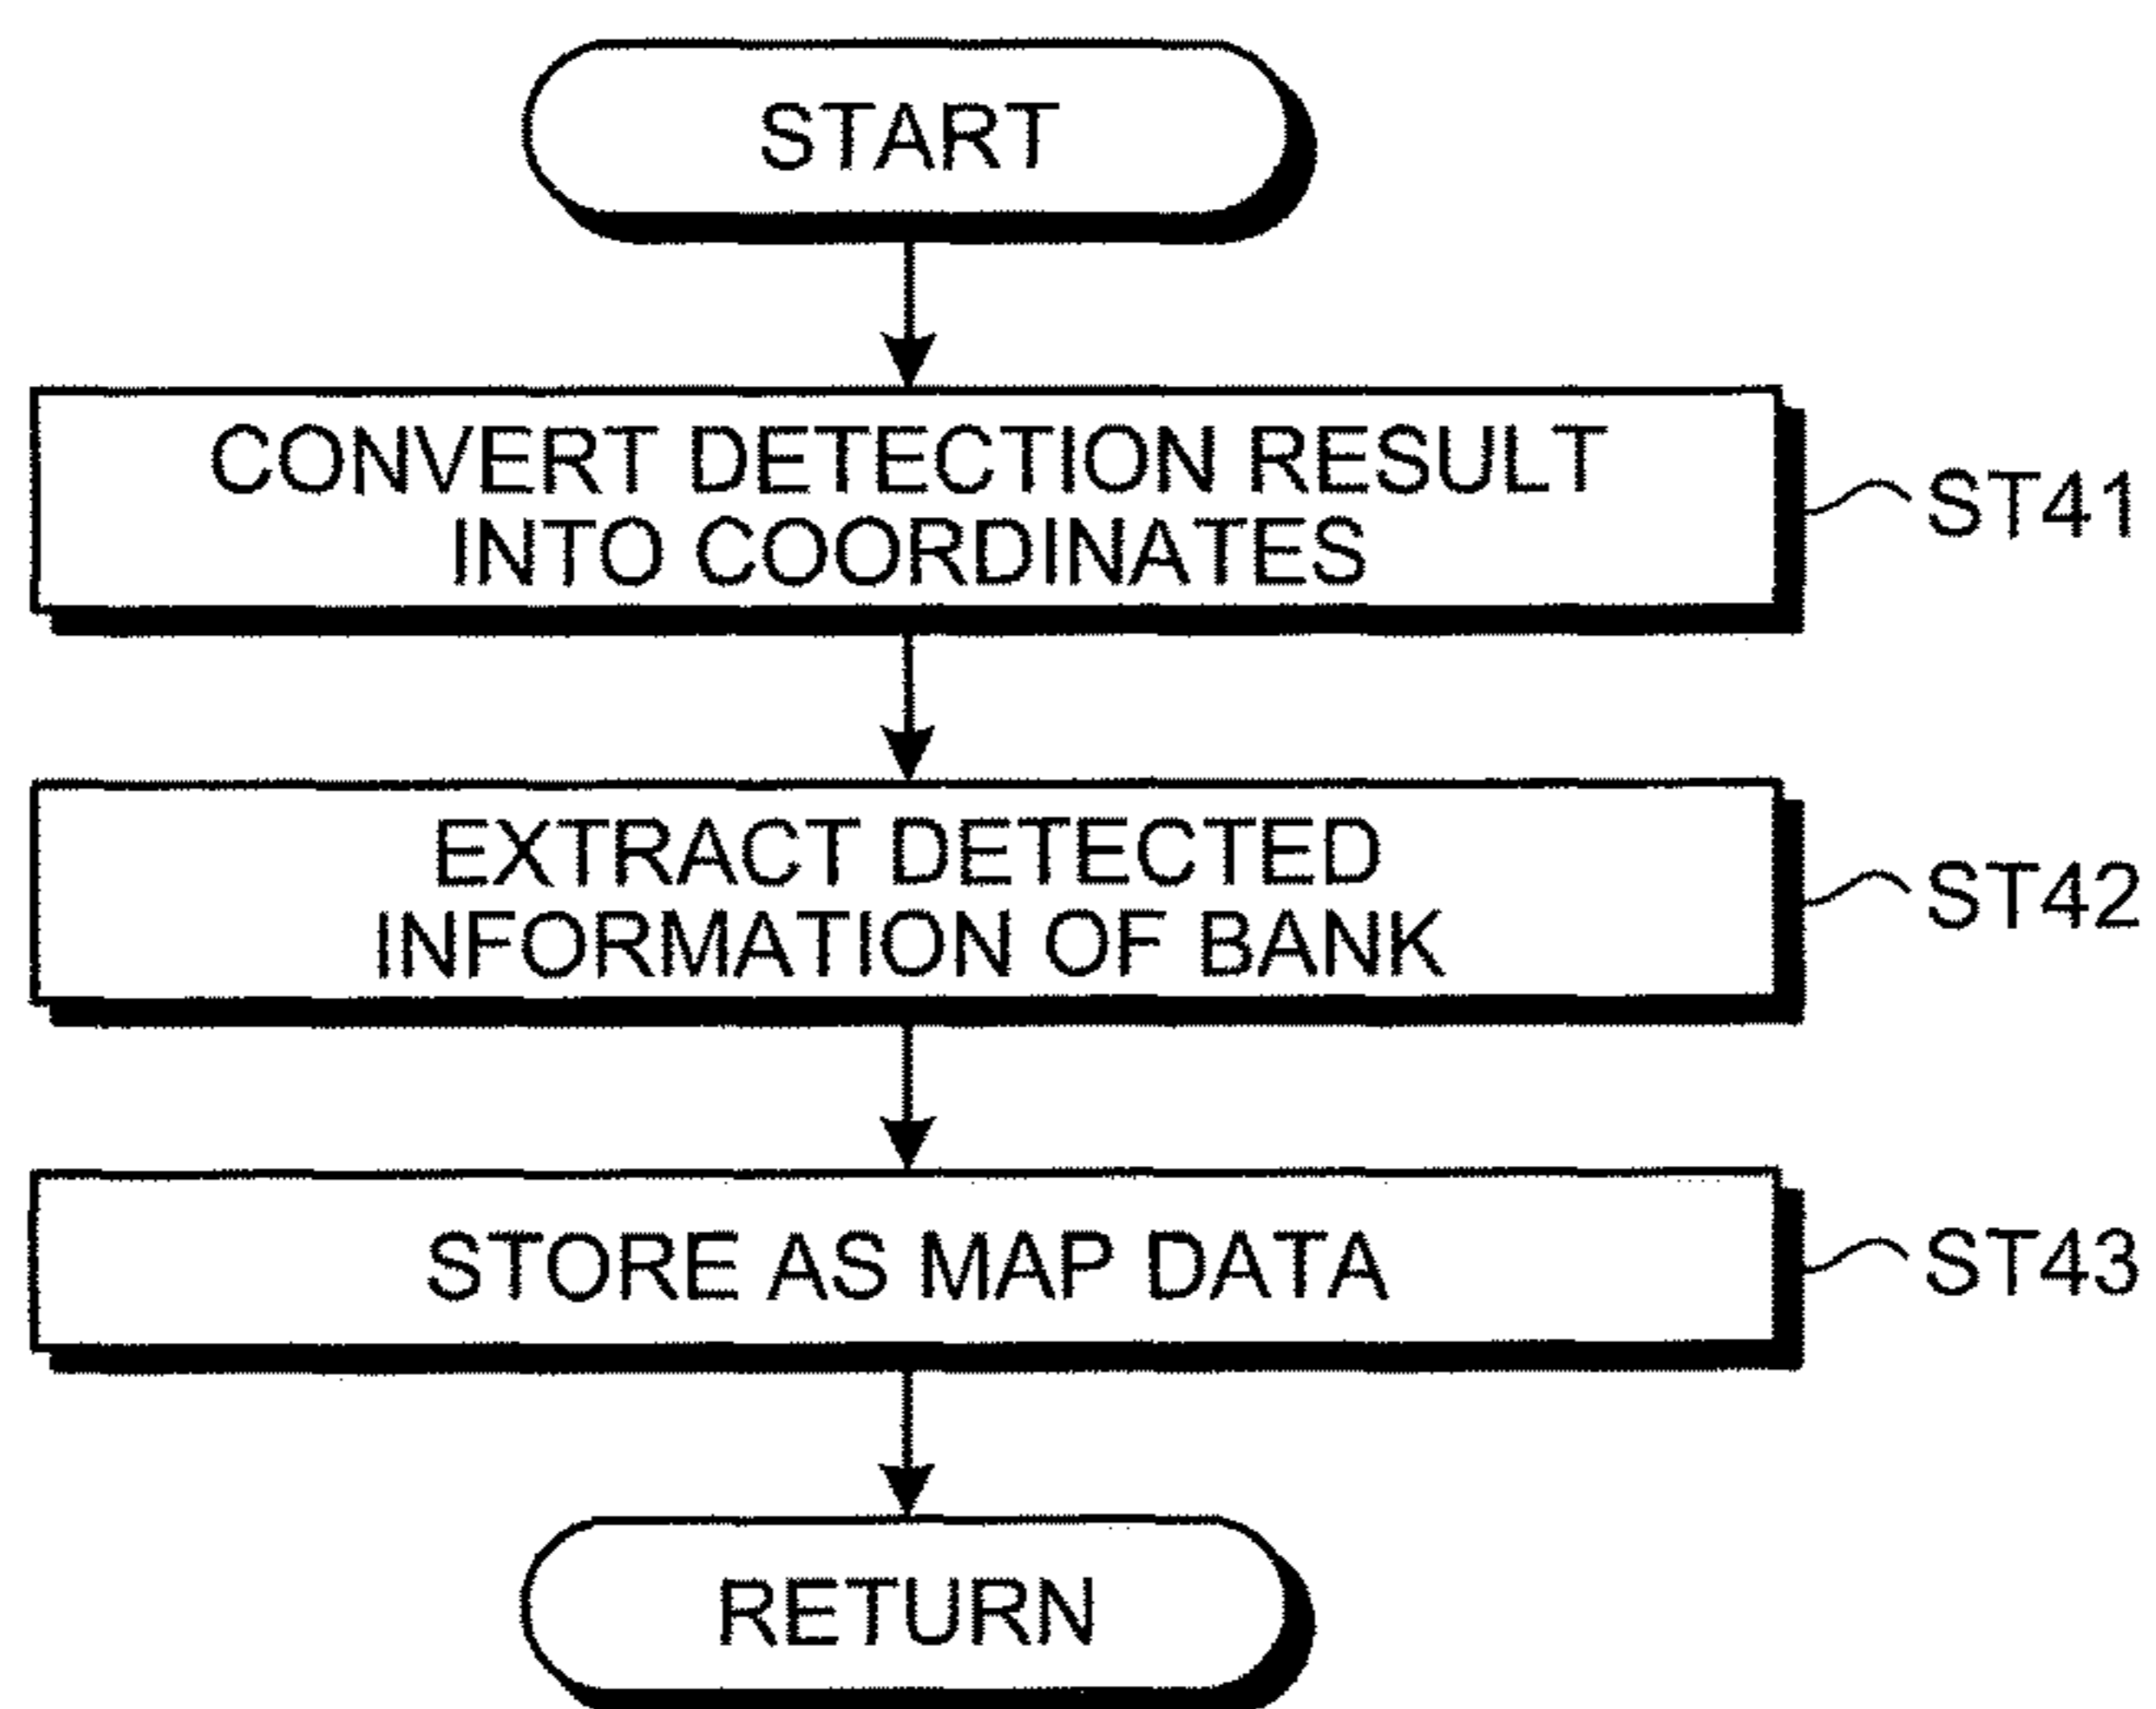 START
CONVERT DETECTION RESULT
INTO COORDINATES
ST41
EXTRACT DETECTED
INFORMATION OF BANK
ST42
STORE AS MAP DATA
ST43
RETURN